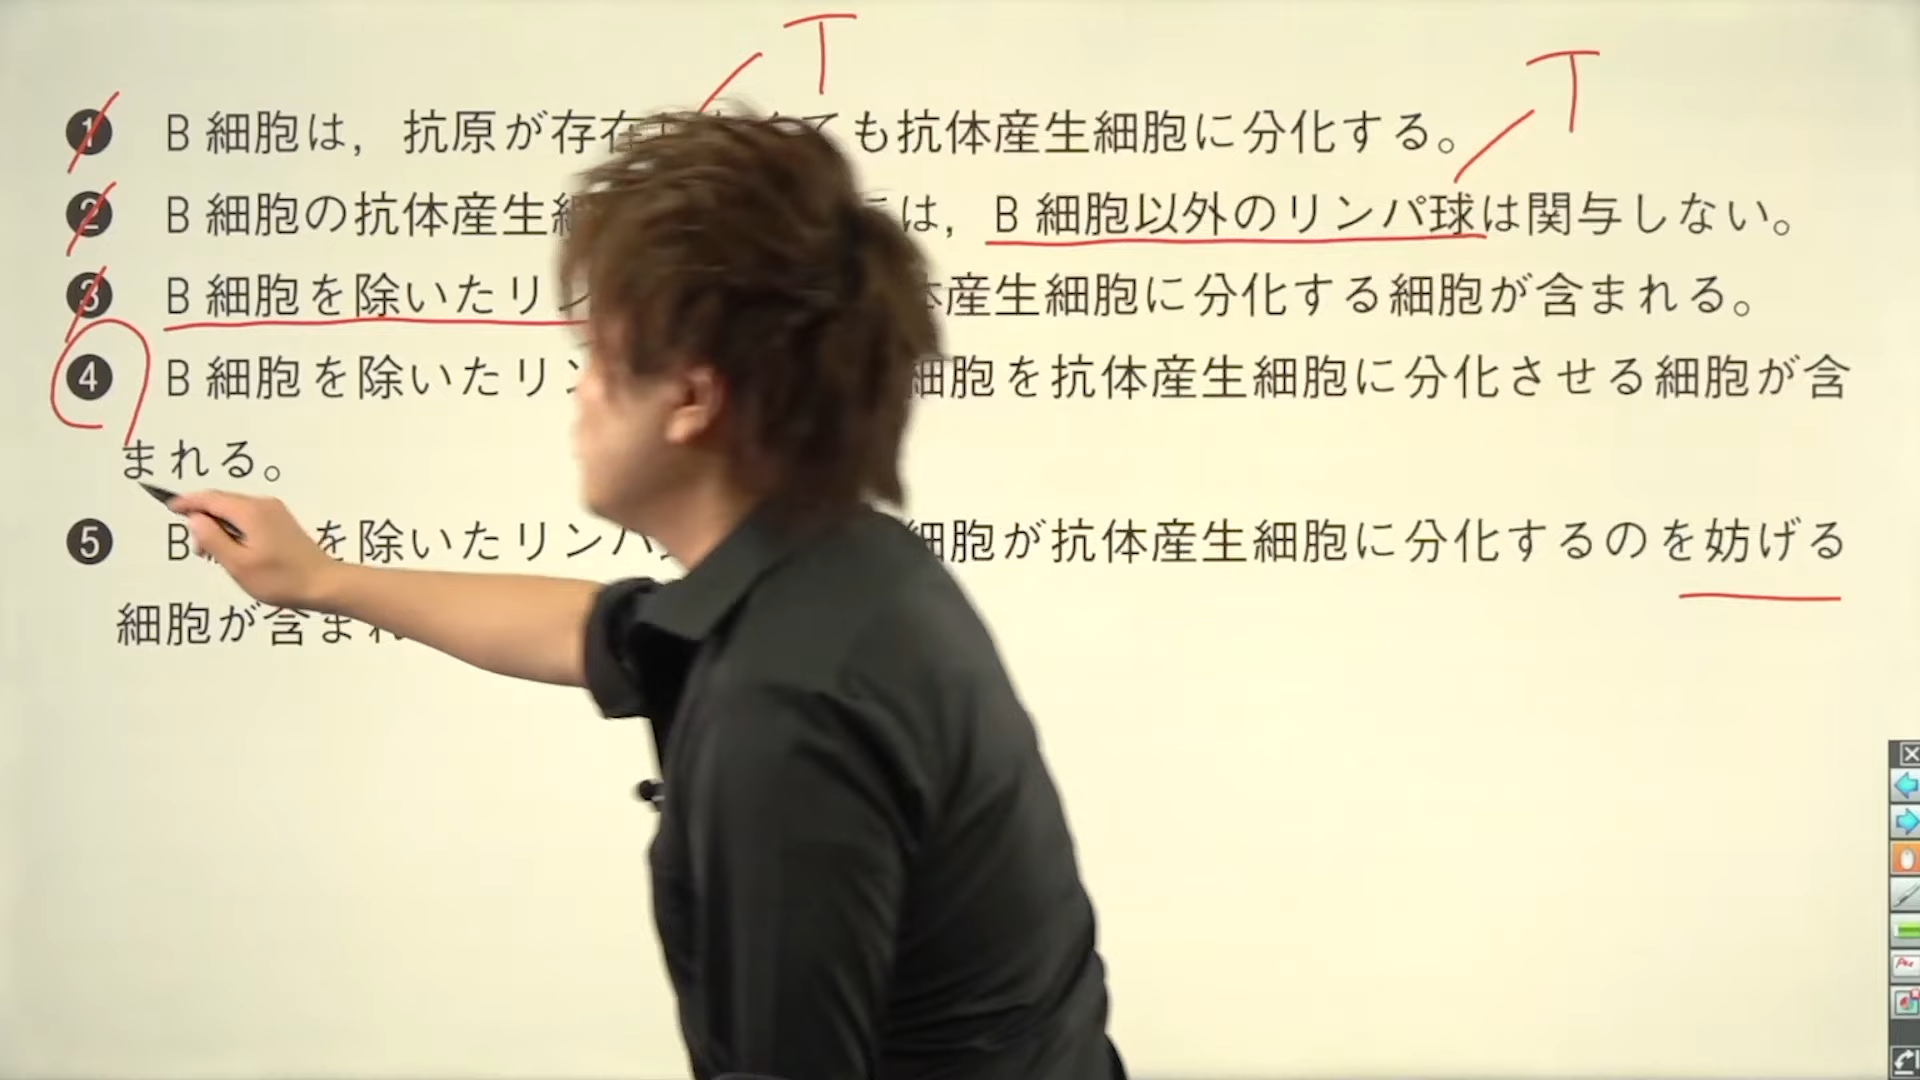 T
T
❶ B 細胞は，抗原が存在 ても抗体産生細胞に分化する。
❷ B 細胞の抗体産生 は，B 細胞以外のリンパ球は関与しない。
❸ B 細胞を除いたリン 産生細胞に分化する細胞が含まれる。
❹ B 細胞を除いたリン 細胞を抗体産生細胞に分化させる細胞が含
まれる。
❺ B を除いたリンパ 細胞が抗体産生細胞に分化するのを妨げる
細胞が含まれ